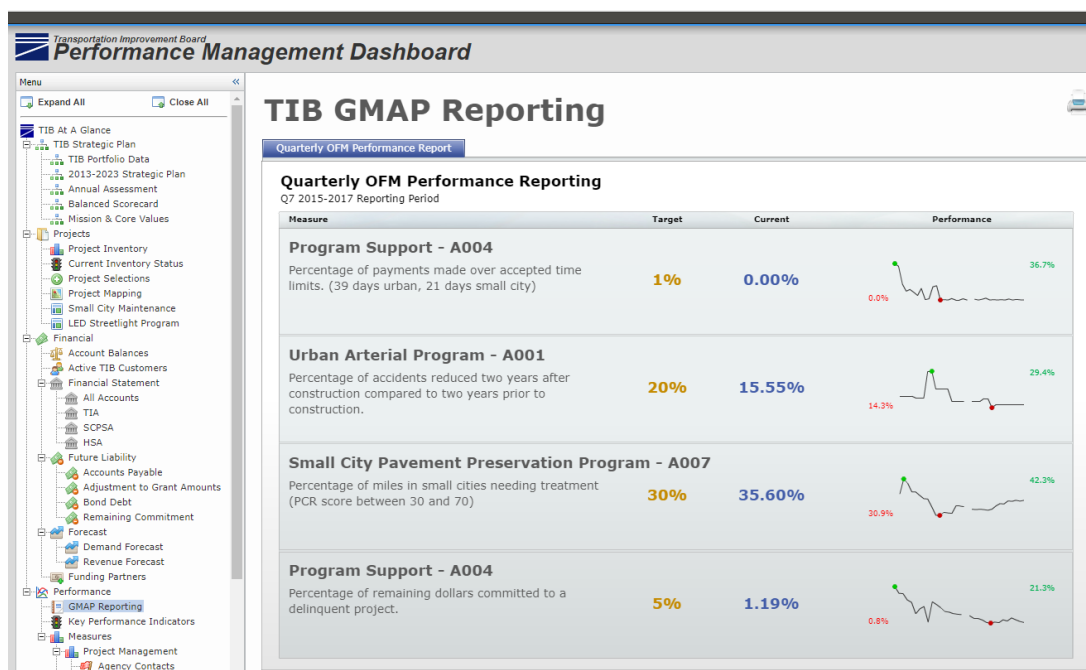 Transportation Improvement Board
Performance Management Dashboard
Menu
«
Expand All
Close All
TIB At A Glance
TIB Strategic Plan
TIB Portfolio Data
2013-2023 Strategic Plan
Annual Assessment
Balanced Scorecard
Mission & Core Values
Projects
Project Inventory
Current Inventory Status
Project Selections
Project Mapping
Small City Maintenance
LED Streetlight Program
Financial
Account Balances
Active TIB Customers
Financial Statement
All Accounts
TIA
SCPSA
HSA
Future Liability
Accounts Payable
Adjustment to Grant Amounts
Bond Debt
Remaining Commitment
Forecast
Demand Forecast
Revenue Forecast
Funding Partners
Performance
GMAP Reporting
Key Performance Indicators
Measures
Project Management
Agency Contacts
TIB GMAP Reporting
Quarterly OFM Performance Report
Quarterly OFM Performance Reporting
Q7 2015-2017 Reporting Period
Measure Target Current Performance
Program Support - A004
Percentage of payments made over accepted time
limits. (39 days urban, 21 days small city)
1% 0.00% 0.0% 36.7%
Urban Arterial Program - A001
Percentage of accidents reduced two years after
construction compared to two years prior to
construction.
20% 15.55% 14.3% 29.4%
Small City Pavement Preservation Program - A007
Percentage of miles in small cities needing treatment
(PCR score between 30 and 70)
30% 35.60% 30.9% 42.3%
Program Support - A004
Percentage of remaining dollars committed to a
delinquent project.
5% 1.19% 0.8% 21.3%